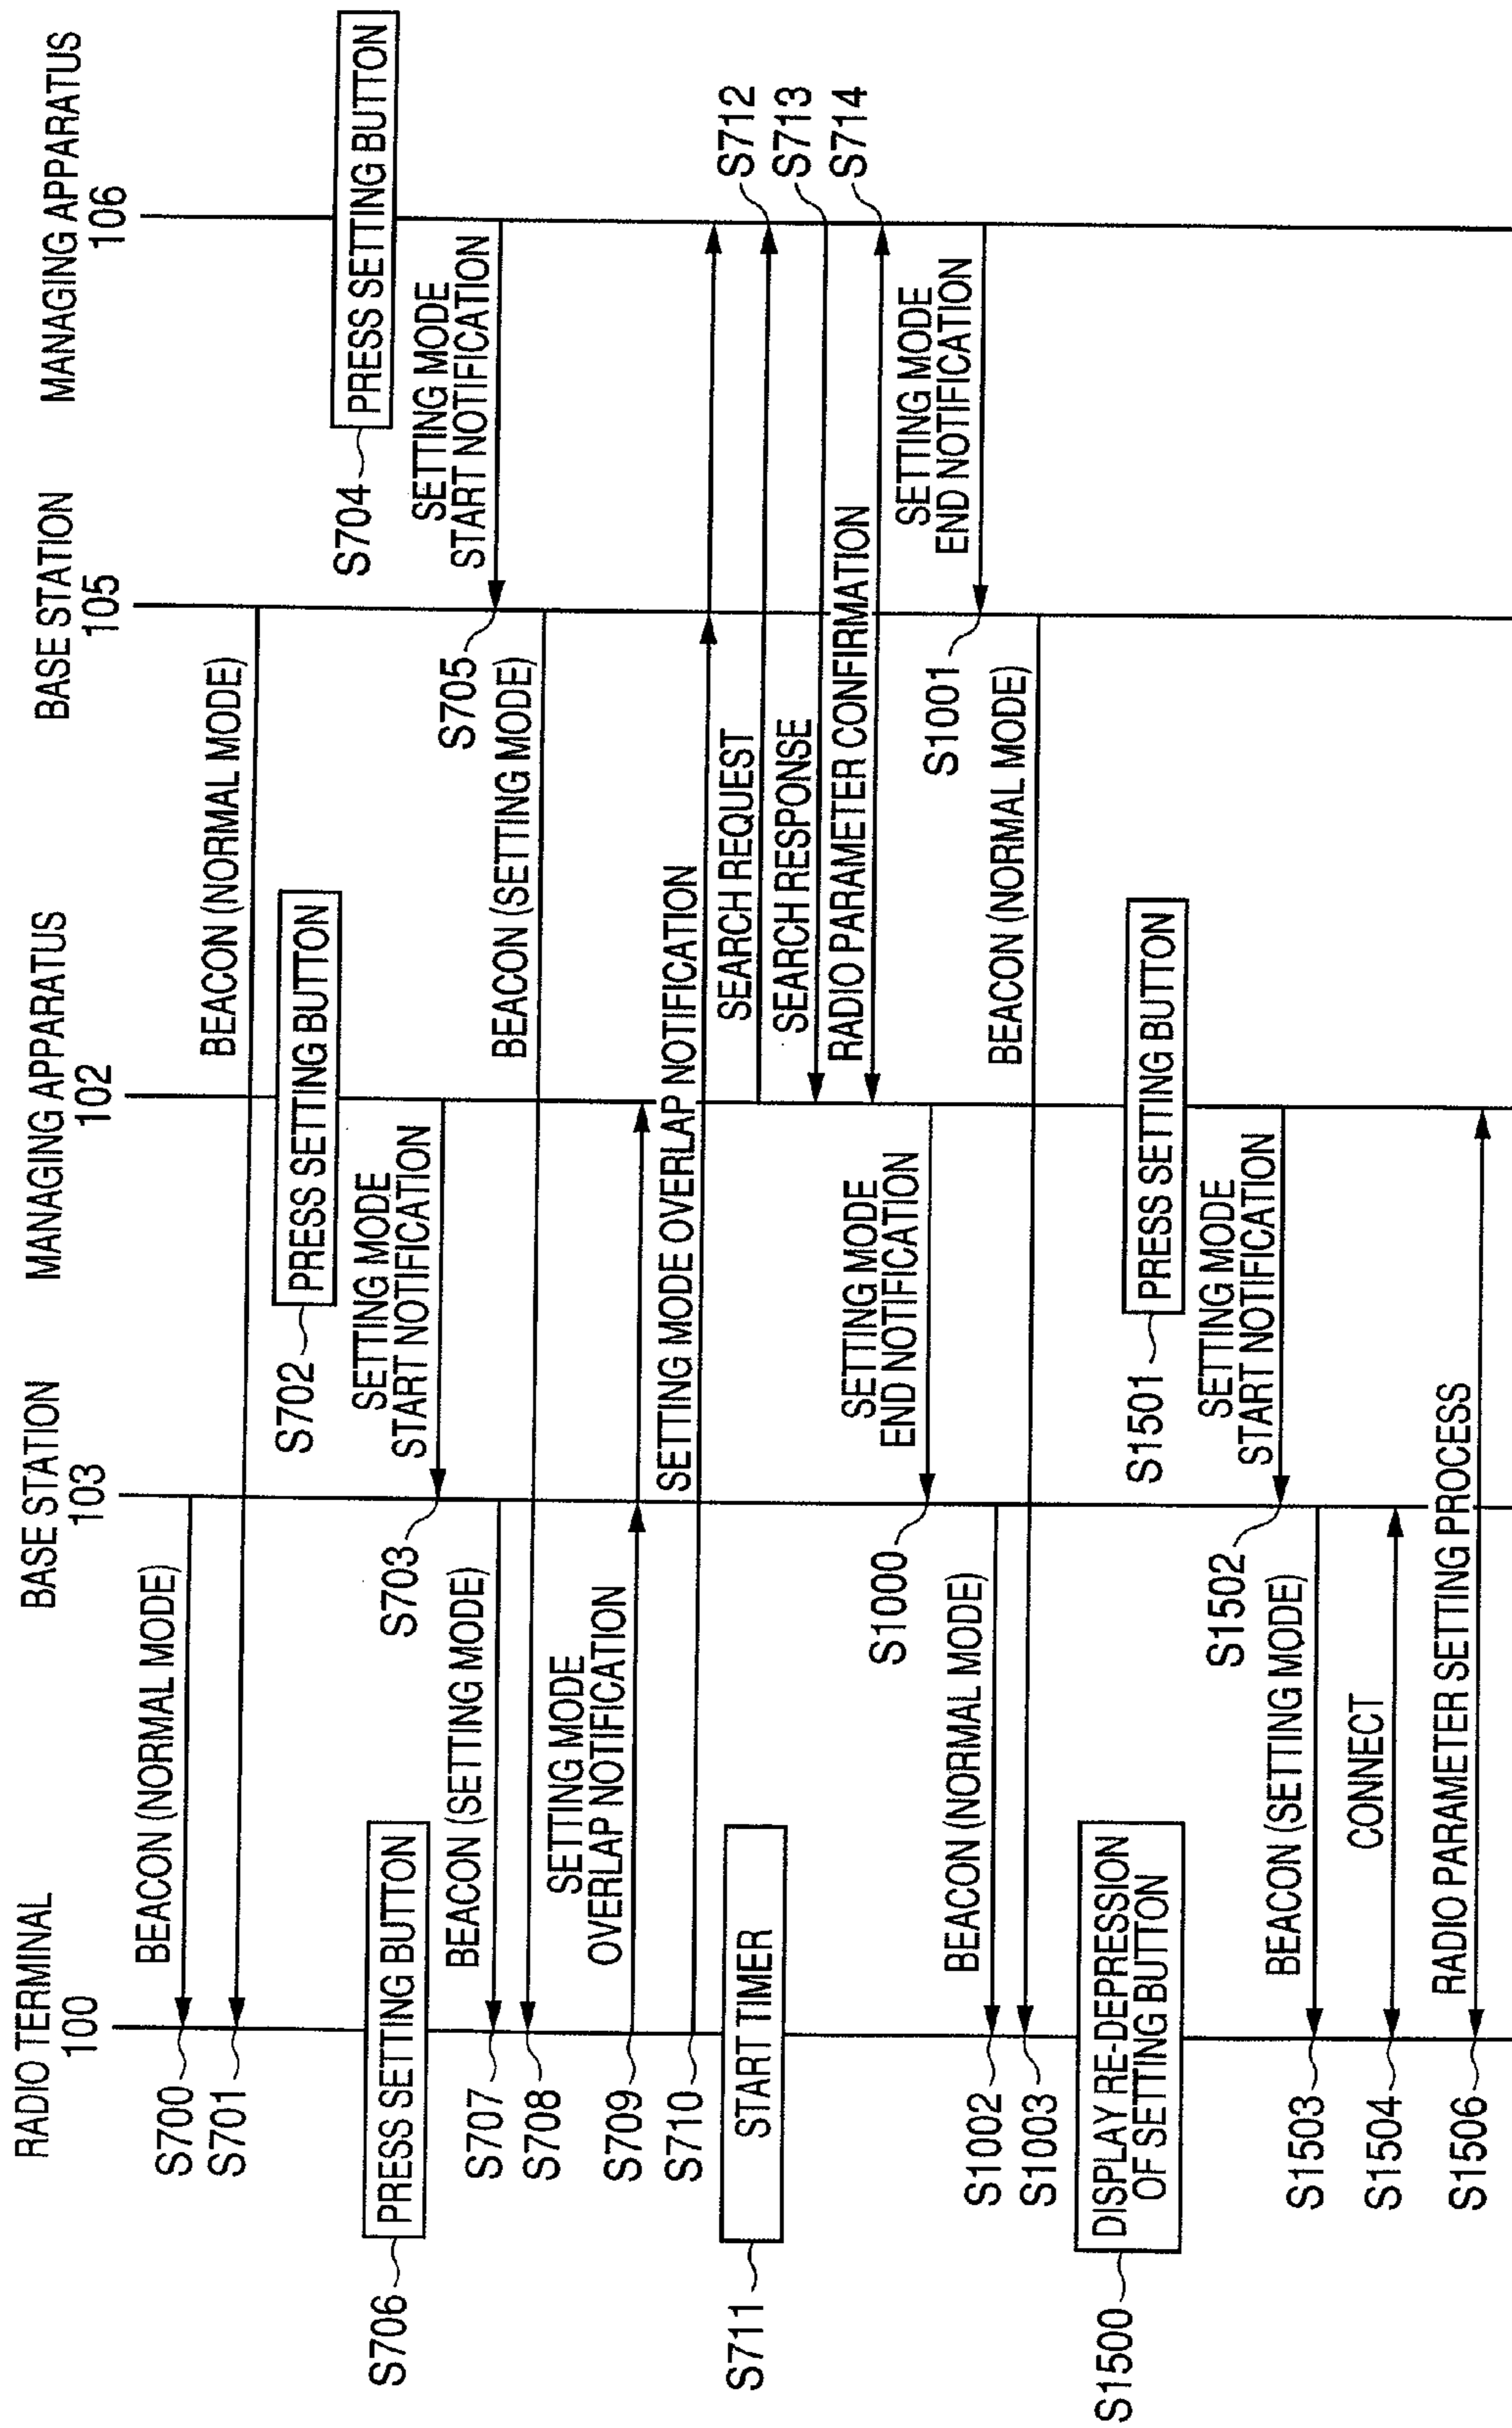 RADIO TERMINAL
100
BASE STATION
103
MANAGING APPARATUS
102
BASE STATION
105
MANAGING APPARATUS
106
S700
BEACON (NORMAL MODE)
S701
BEACON (NORMAL MODE)
S702
PRESS SETTING BUTTON
S704
PRESS SETTING BUTTON
S706
PRESS SETTING BUTTON
S703
SETTING MODE
START NOTIFICATION
S705
SETTING MODE
START NOTIFICATION
S707
BEACON (SETTING MODE)
S708
BEACON (SETTING MODE)
S709
SETTING MODE
OVERLAP NOTIFICATION
S710
SETTING MODE OVERLAP NOTIFICATION
S711
START TIMER
SEARCH REQUEST
S712
SEARCH RESPONSE
S713
RADIO PARAMETER CONFIRMATION
S714
S1000
SETTING MODE
END NOTIFICATION
S1001
SETTING MODE
END NOTIFICATION
S1002
BEACON (NORMAL MODE)
S1003
BEACON (NORMAL MODE)
S1500
DISPLAY RE-DEPRESSION
OF SETTING BUTTON
S1501
PRESS SETTING BUTTON
S1502
SETTING MODE
START NOTIFICATION
S1503
BEACON (SETTING MODE)
S1504
CONNECT
S1506
RADIO PARAMETER SETTING PROCESS